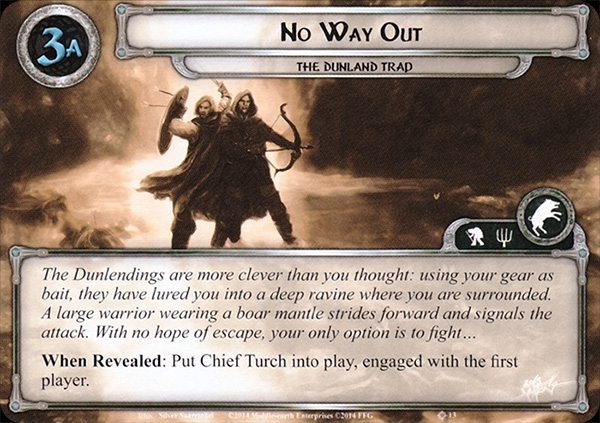 3A
NO WAY OUT
THE DUNLAND TRAP
The Dunlendings are more clever than you thought: using your gear as
bait, they have lured you into a deep ravine where you are surrounded.
A large warrior wearing a boar mantle strides forward and signals the
attack. With no hope of escape, your only option is to fight…
When Revealed: Put Chief Turch into play, engaged with the first
player.
Illus. Silver Saaremäel ©2014 Middle-earth Enterprises ©2014 FFG 13